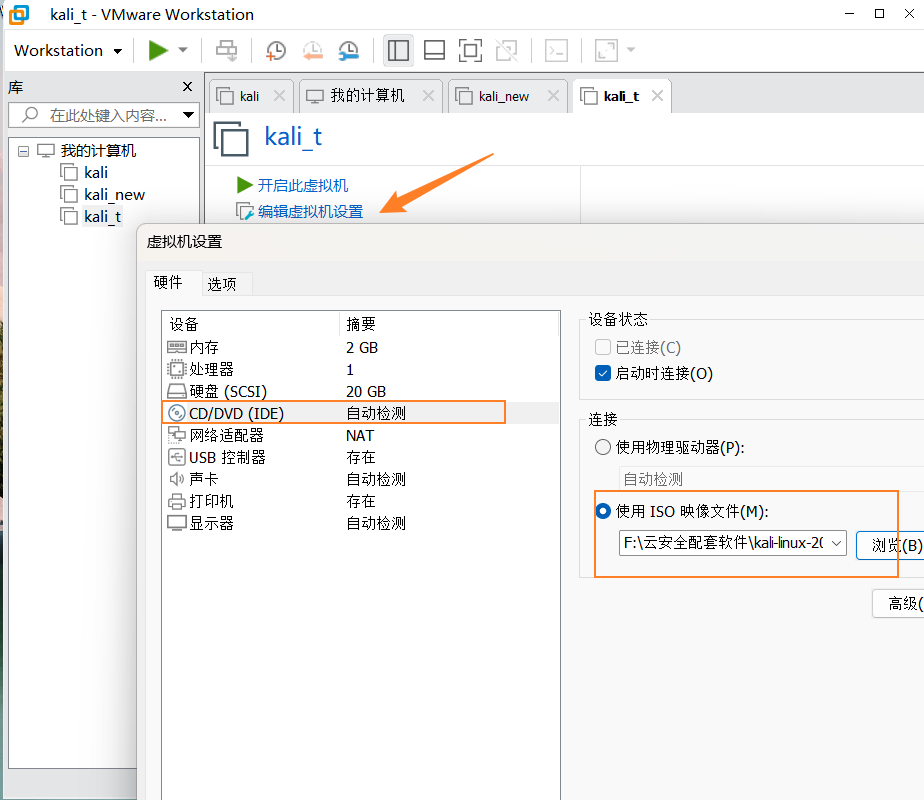 kali_t - VMware Workstation
Workstation
库
在此处键入内容...
我的计算机
kali
kali_new
kali_t
kali
我的计算机
kali_new
kali_t
kali_t
开启此虚拟机
编辑虚拟机设置
虚拟机设置
硬件
选项
设备 摘要
内存 2 GB
处理器 1
硬盘 (SCSI) 20 GB
CD/DVD (IDE) 自动检测
网络适配器 NAT
USB 控制器 存在
声卡 自动检测
打印机 存在
显示器 自动检测
设备状态
已连接(C)
启动时连接(O)
连接
使用物理驱动器(P):
自动检测
使用 ISO 映像文件(M):
F:\云安全配套软件\kali-linux-20
浏览(B)
高级(